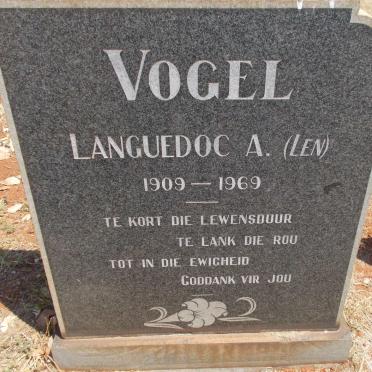 VOGEL
LANGUEDOC A. (LEN)
1909 — 1969
TE KORT DIE LEWENSDUUR
TE LANK DIE ROU
TOT IN DIE EWIGHEID
GODDANK VIR JOU